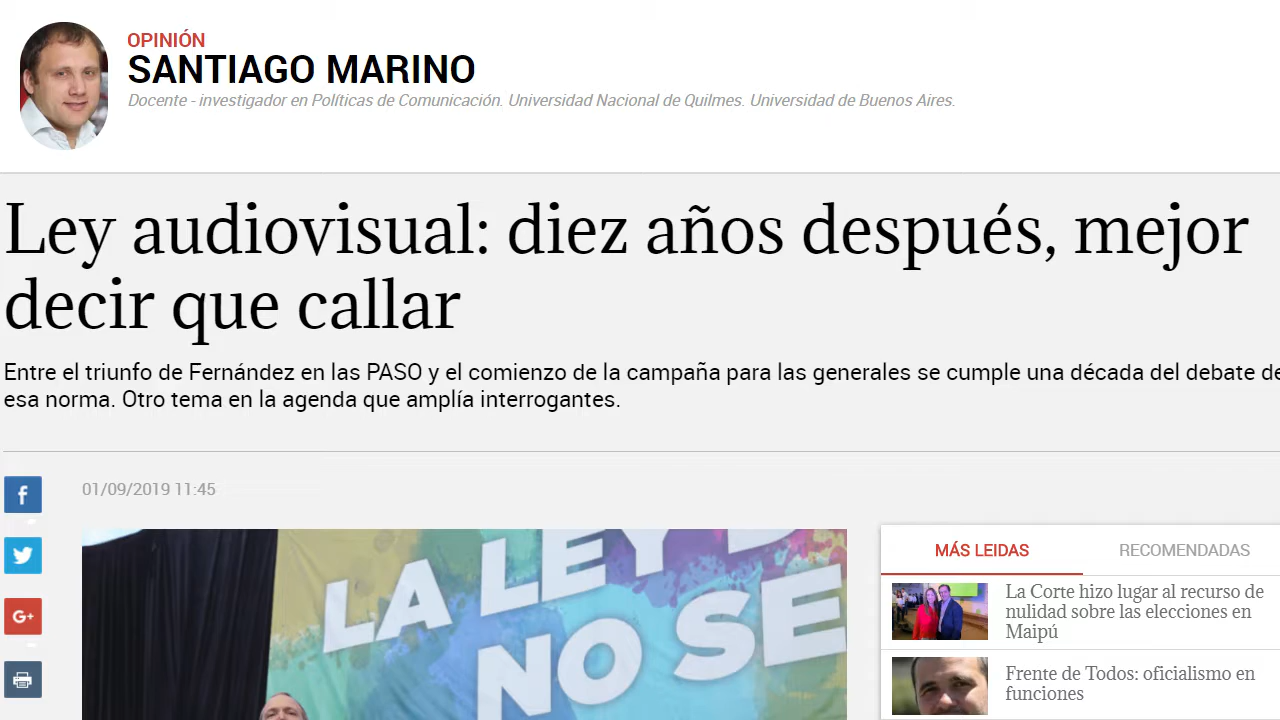 OPINIÓN
SANTIAGO MARINO
Docente - investigador en Políticas de Comunicación. Universidad Nacional de Quilmes. Universidad de Buenos Aires.
Ley audiovisual: diez años después, mejor
decir que callar
Entre el triunfo de Fernández en las PASO y el comienzo de la campaña para las generales se cumple una década del debate de
esa norma. Otro tema en la agenda que amplía interrogantes.
01/09/2019 11:45
LA LEY
NO SE
MÁS LEIDAS
RECOMENDADAS
La Corte hizo lugar al recurso de
nulidad sobre las elecciones en
Maipú
Frente de Todos: oficialismo en
funciones